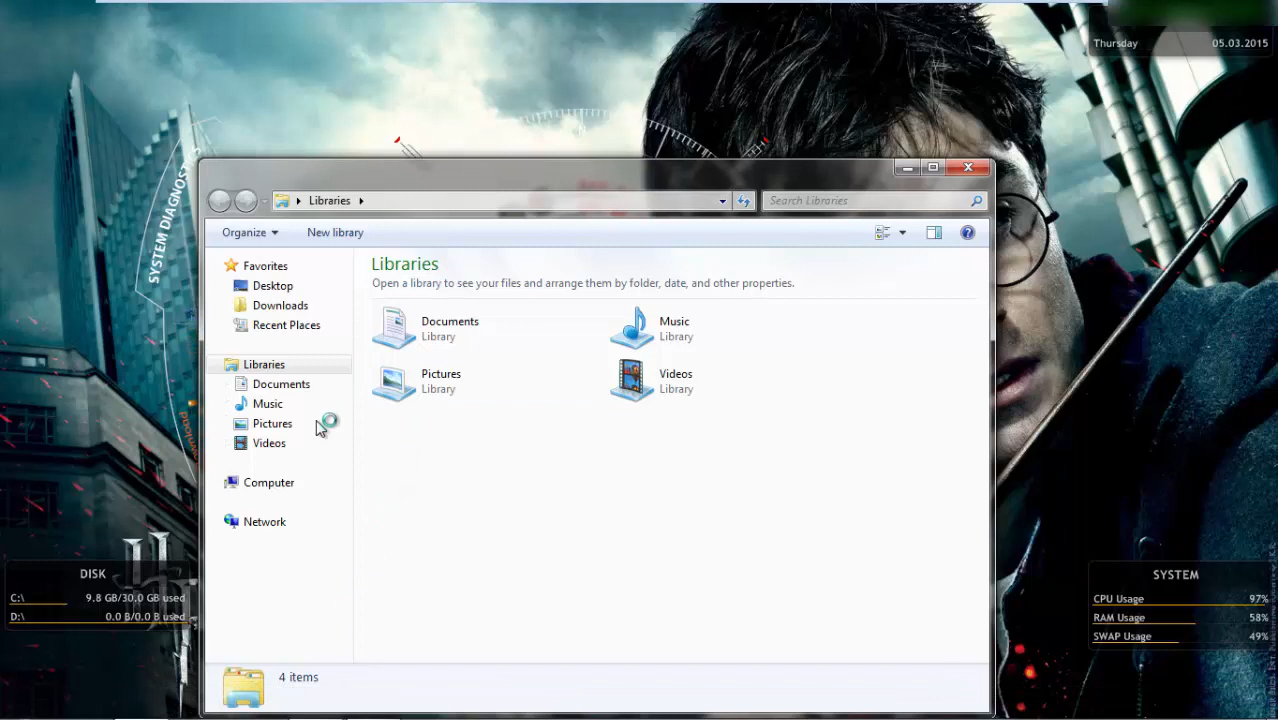 Thursday 05.03.2015
SYSTEM DIAGNOS
Libraries
Search Libraries
Organize New library
Favorites
Desktop
Downloads
Recent Places
Libraries
Documents
Music
Pictures
Videos
Computer
Network
Libraries
Open a library to see your files and arrange them by folder, date, and other properties.
Documents
Library
Music
Library
Pictures
Library
Videos
Library
4 items
DISK
C:\ 9.8 GB/30.0 GB used
D:\ 0.0 B/0.0 B used
SYSTEM
CPU Usage 97%
RAM Usage 58%
SWAP Usage 49%